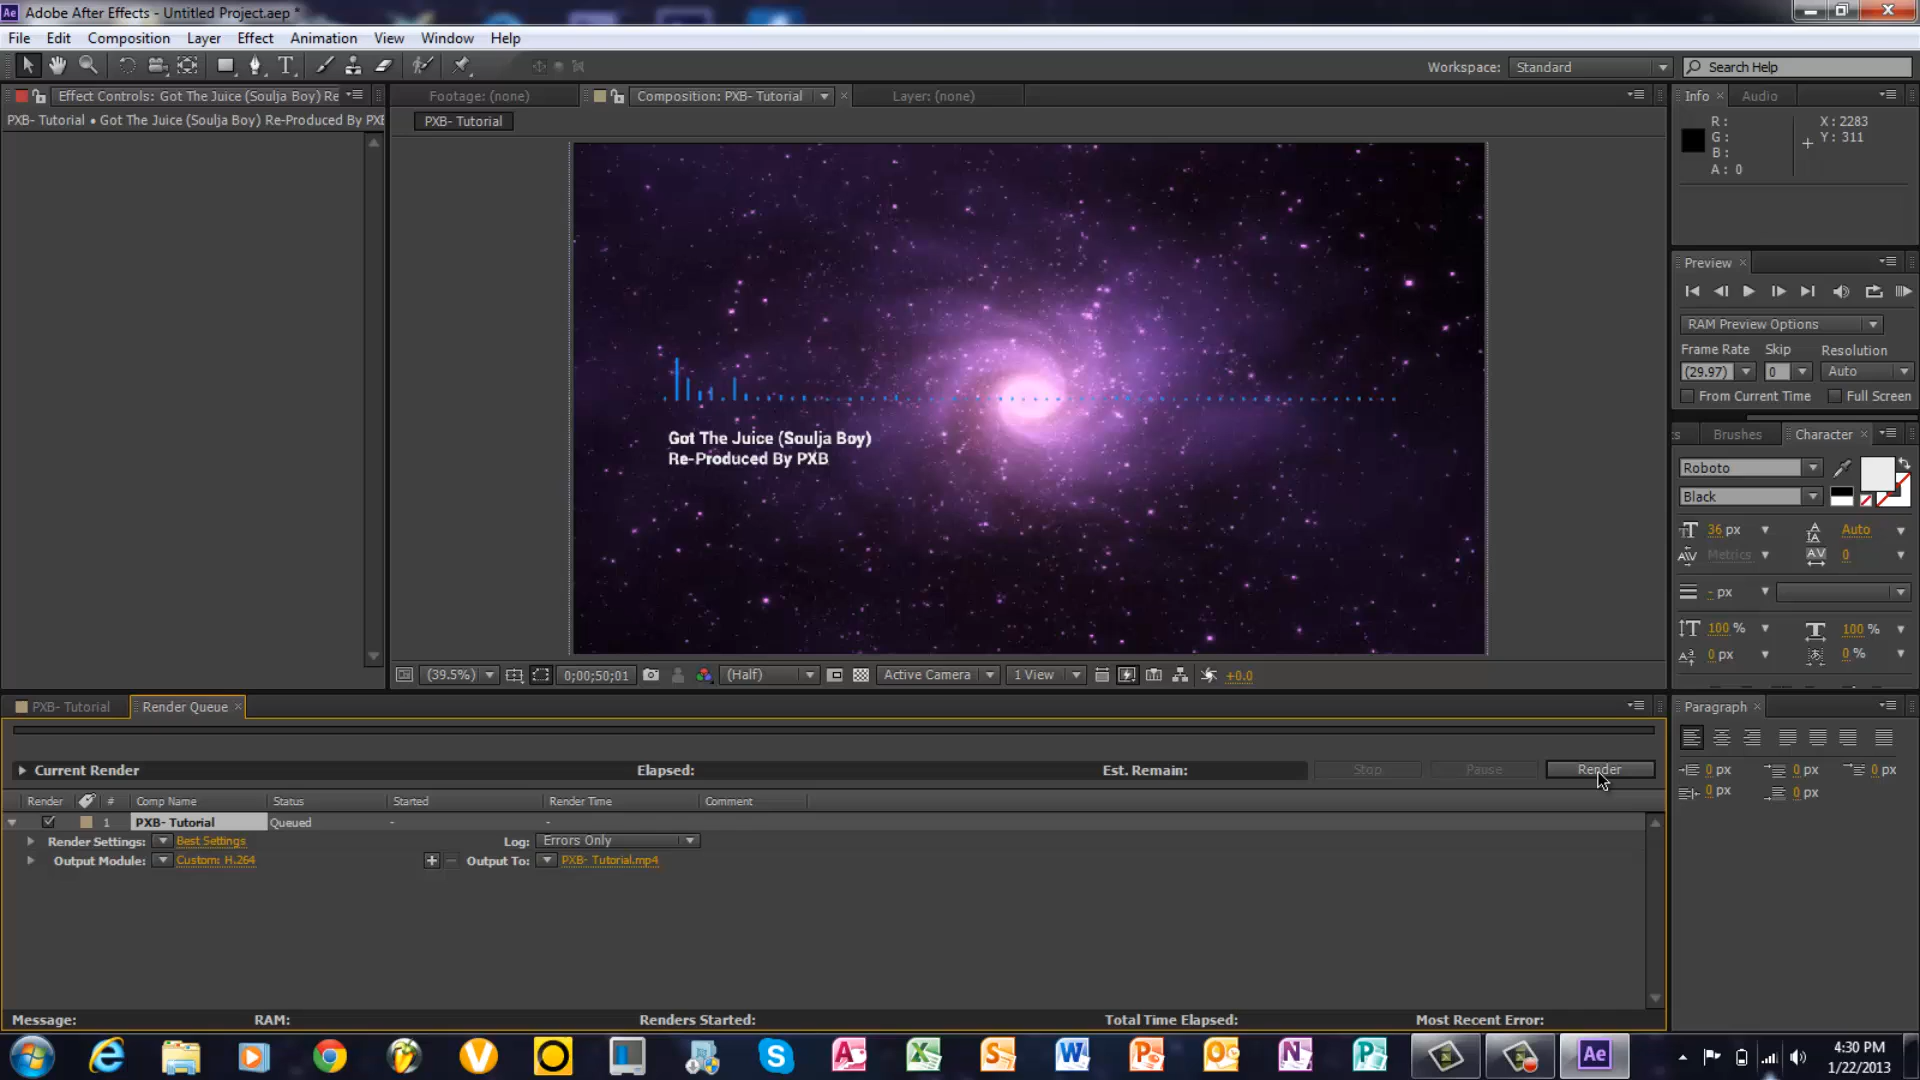 Adobe After Effects - Untitled Project.aep *
File Edit Composition Layer Effect Animation View Window Help
Workspace: Standard Search Help
Effect Controls: Got The Juice (Soulja Boy) Re
Footage: (none) Composition: PXB- Tutorial Layer: (none)
Info Audio
PXB- Tutorial • Got The Juice (Soulja Boy) Re-Produced By PXB
PXB- Tutorial
R:
G:
B:
A: 0
X: 2283
Y: 311
Preview
RAM Preview Options
Frame Rate Skip Resolution
(29.97) 0 Auto
From Current Time Full Screen
Brushes Character
Roboto
Black
36 px Auto
Metrics 0
- px
100 % 100 %
0 px 0 %
Got The Juice (Soulja Boy)
Re-Produced By PXB
(39.5%) 0;00;50;01 (Half) Active Camera 1 View +0.0
PXB- Tutorial Render Queue
Paragraph
0 px 0 px 0 px
0 px 0 px
Current Render Elapsed: Est. Remain: Stop Pause Render
Render # Comp Name Status Started Render Time Comment
1 PXB- Tutorial Queued - -
Render Settings: Best Settings Log: Errors Only
Output Module: Custom: H.264 Output To: PXB- Tutorial.mp4
Message: RAM: Renders Started: Total Time Elapsed: Most Recent Error:
4:30 PM
1/22/2013